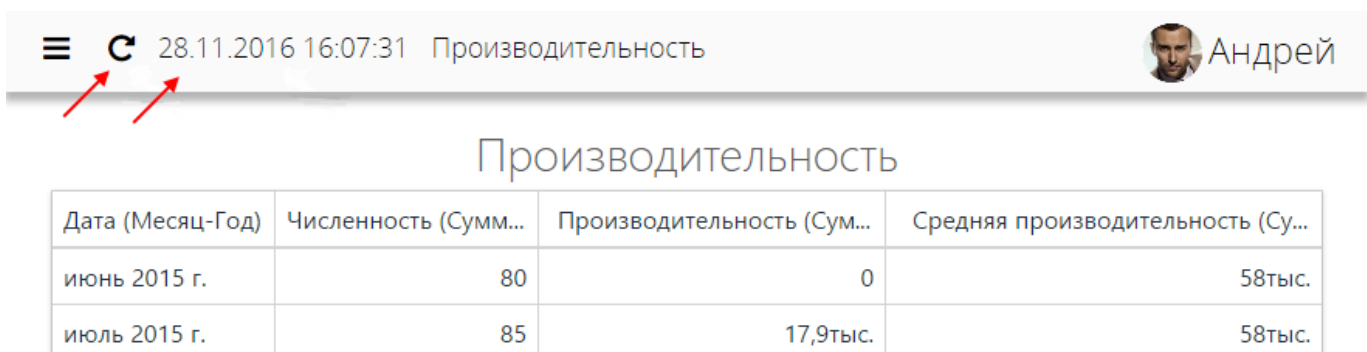 28.11.2016 16:07:31 Производительность Андрей
Производительность
Дата (Месяц-Год) Численность (Сумм... Производительность (Сум... Средняя производительность (Су...
июнь 2015 г. 80 0 58тыс.
июль 2015 г. 85 17,9тыс. 58тыс.